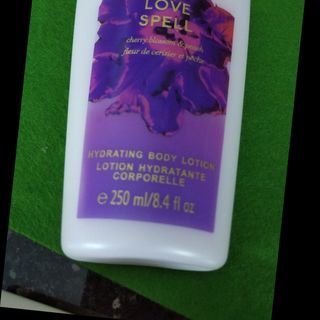 LOVE
SPELL
cherry blossom & peach
fleur de cerisier et pêche
HYDRATING BODY LOTION
LOTION HYDRATANTE
CORPORELLE
e 250 ml/8.4 fl oz